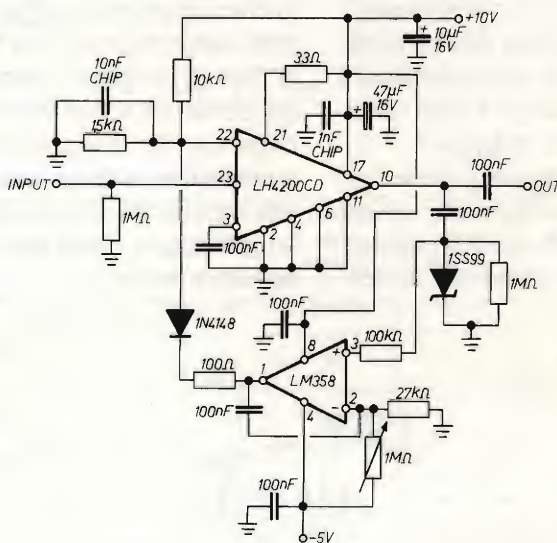 +10V
10µF
16V
10nF
CHIP
10kΩ
33Ω
47µF
16V
1nF
CHIP
1,5kΩ
22
21
17
INPUT
23
LH4200CD
10
100nF
OUT
3
2
4
6
11
100nF
100nF
1MΩ
1SS99
1MΩ
100nF
1N4148
8
3
+
100kΩ
100Ω
1
LM358
100nF
4
-
2
27kΩ
1MΩ
100nF
-5V